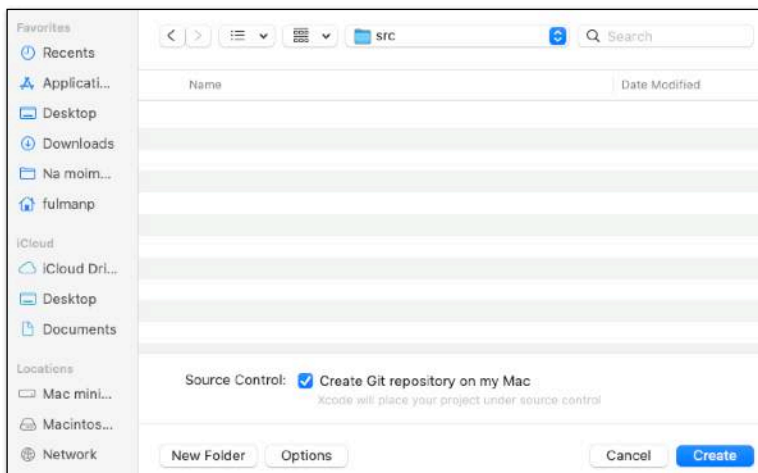 Favorites
Recents
Applicati...
Desktop
Downloads
Na moim...
fulmanp
iCloud
iCloud Dri...
Desktop
Documents
Locations
Mac mini...
Macintos...
Network
src
Search
Name Date Modified
Source Control: Create Git repository on my Mac
Xcode will place your project under source control
New Folder Options Cancel Create